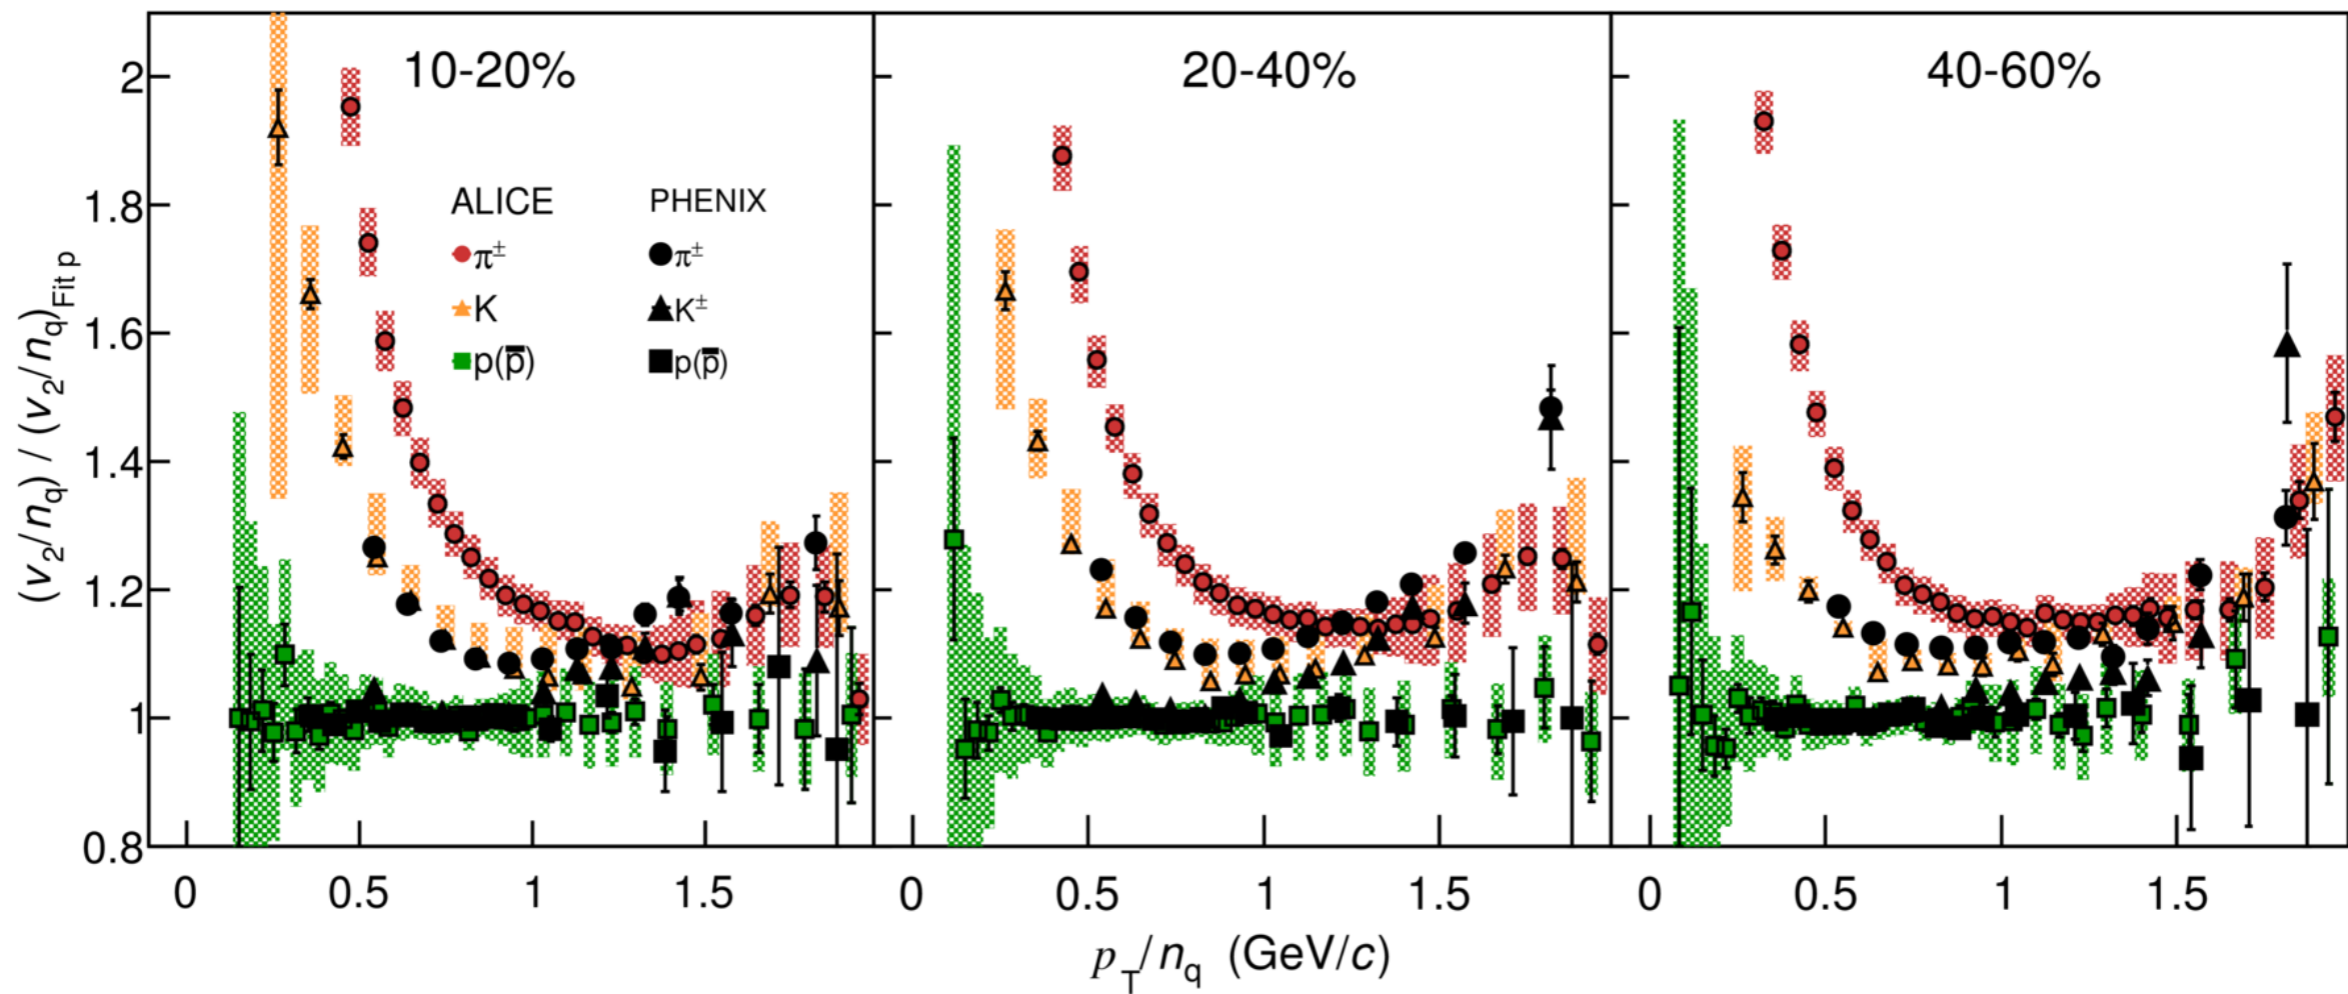 10-20% 20-40% 40-60%
ALICE PHENIX
π± π±
K K±
p(p̅) p(p̅)
(v2/nq) / (v2/nq)Fit p
2
1.8
1.6
1.4
1.2
1
0.8
0 0.5 1 1.5 0 0.5 1 1.5 0 0.5 1 1.5
pT/nq (GeV/c)